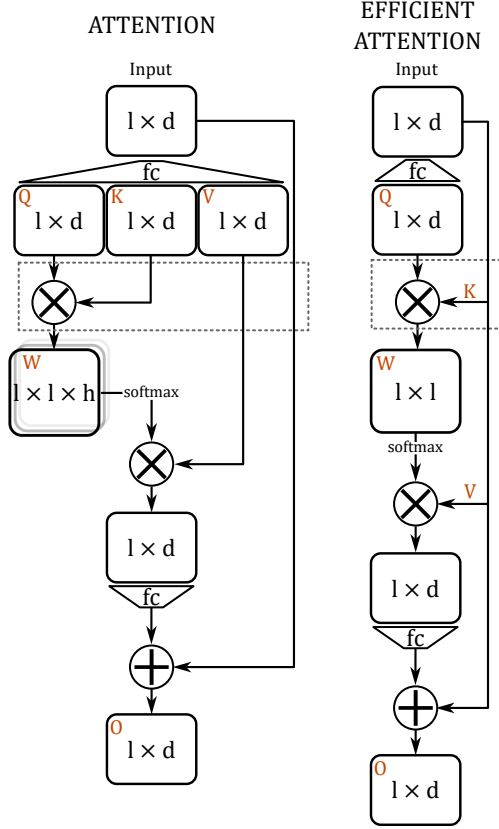 ATTENTION
Input
l × d
fc
Q
K
V
l × d
l × d
l × d
W
l × l × h
softmax
l × d
fc
O
l × d
EFFICIENT
ATTENTION
Input
l × d
fc
Q
l × d
K
W
l × l
softmax
V
l × d
fc
O
l × d